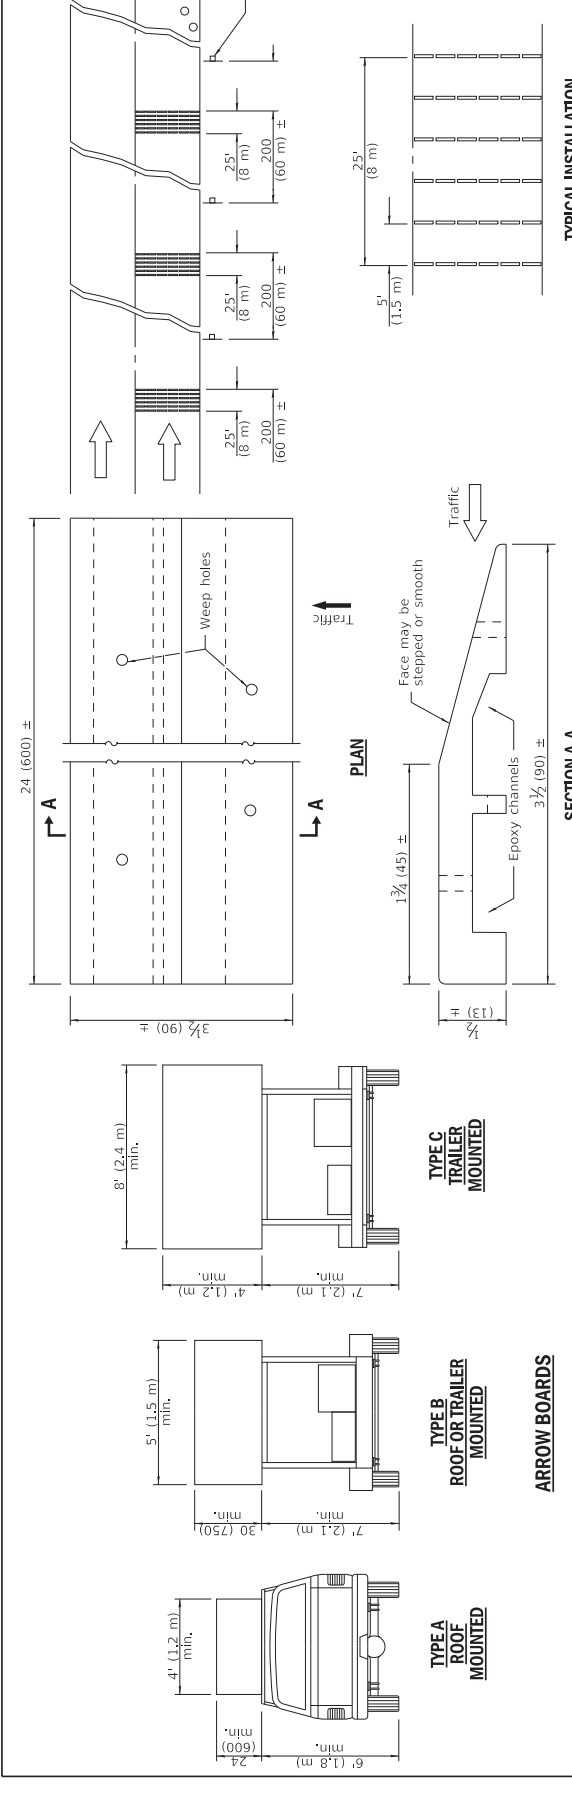 25'
(8 m)
200
(60 m) ±
25'
(8 m)
200
(60 m) ±
25'
(8 m)
200
(60 m) ±
25'
(8 m)
5'
(1.5 m)
TYPICAL INSTALLATION
24 (600) ±
A
A
3½ (90) ±
Weep holes
Traffic
PLAN
Traffic
Face may be
stepped or smooth
1¾ (45) ±
Epoxy channels
3½ (90) ±
½
(13) ±
SECTION A-A
8' (2.4 m)
min.
4' (1.2 m)
min.
7' (2.1 m)
min.
TYPE C
TRAILER
MOUNTED
5' (1.5 m)
min.
30 (750)
min.
7' (2.1 m)
min.
TYPE B
ROOF OR TRAILER
MOUNTED
4' (1.2 m)
min.
24
(600)
min.
6' (1.8 m)
min.
TYPE A
ROOF
MOUNTED
ARROW BOARDS